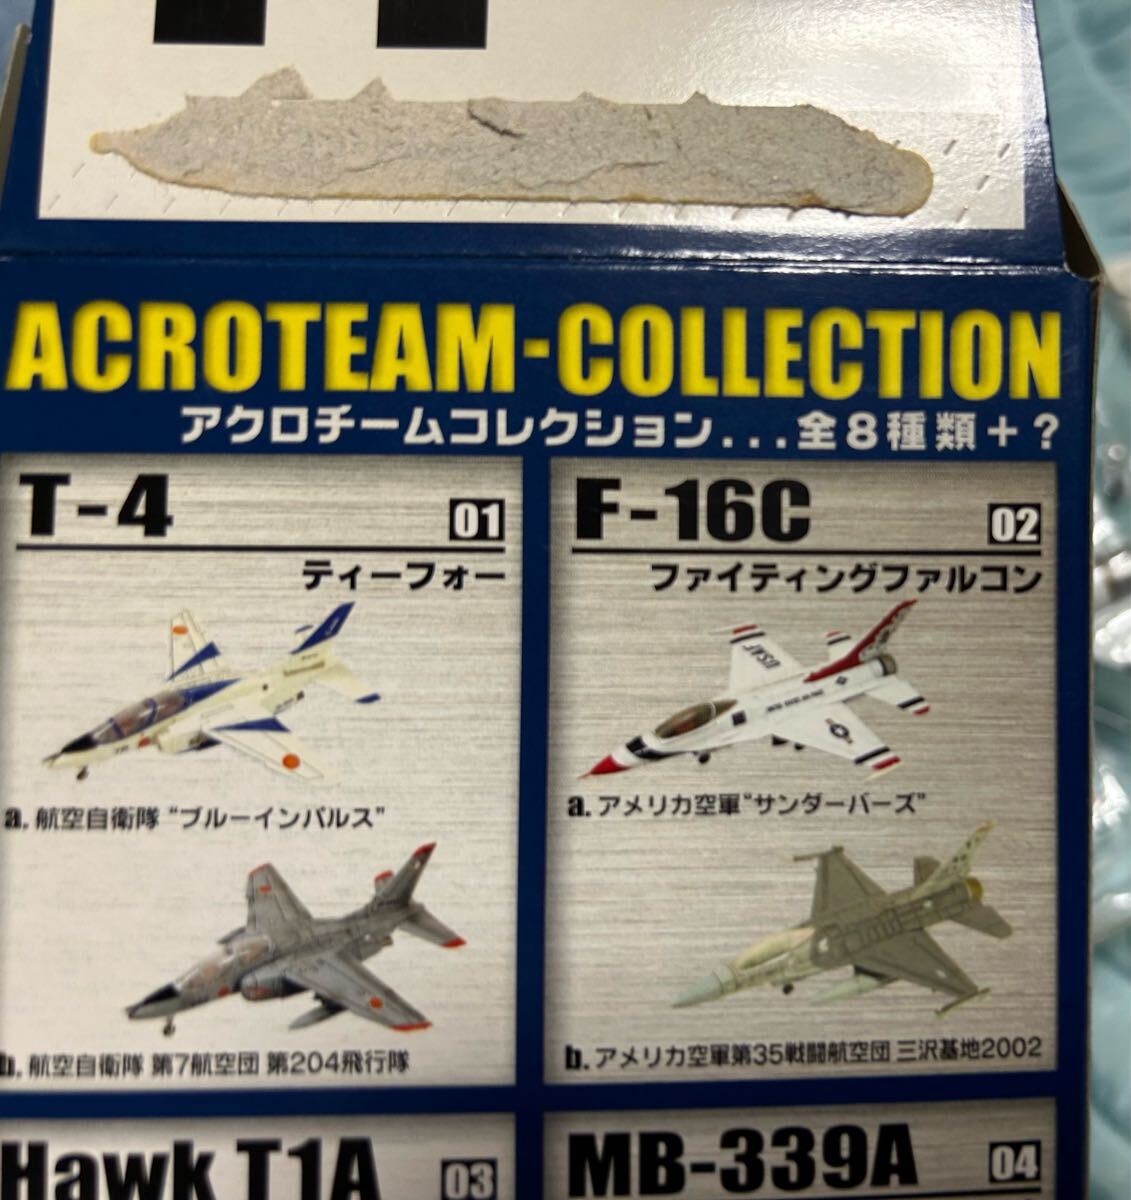 ACROTEAM-COLLECTION
アクロチームコレクション...全8種類＋？
T-4 01
ティーフォー
a. 航空自衛隊 “ブルーインパルス”
b. 航空自衛隊 第7航空団 第204飛行隊
F-16C 02
ファイティングファルコン
USAF
a. アメリカ空軍“サンダーバーズ”
b. アメリカ空軍第35戦闘航空団 三沢基地2002
Hawk T1A 03
MB-339A 04